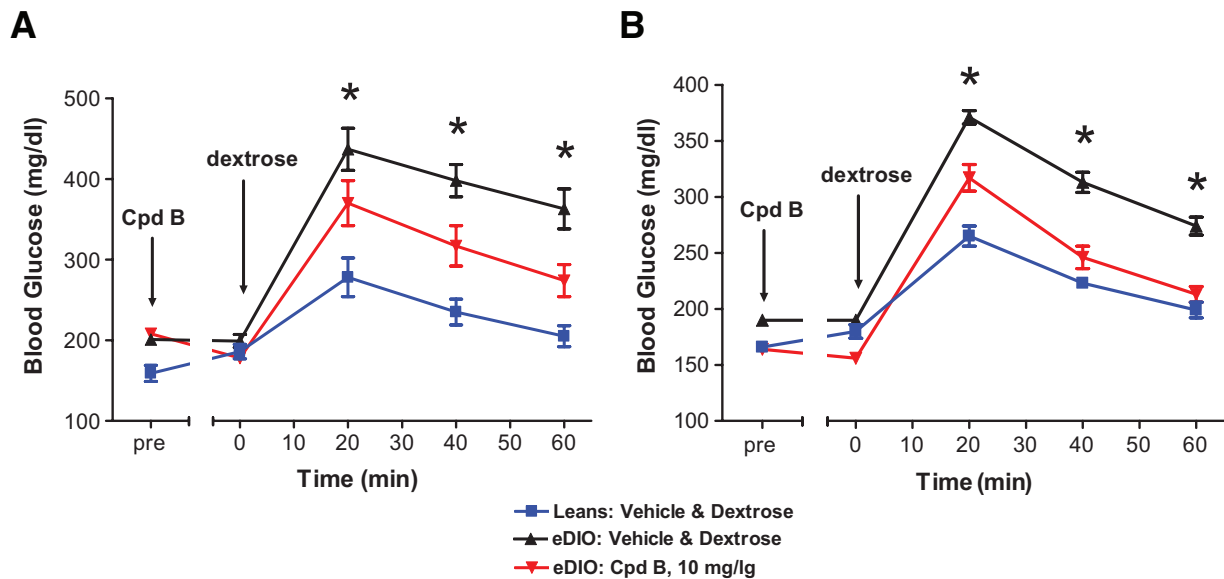 A
B
Blood Glucose (mg/dl)
500
400
300
200
100
Cpd B
dextrose
*
*
*
pre
0
10
20
30
40
50
60
Time (min)
Blood Glucose (mg/dl)
400
350
300
250
200
150
100
Cpd B
dextrose
*
*
*
pre
0
10
20
30
40
50
60
Time (min)
Leans: Vehicle & Dextrose
eDIO: Vehicle & Dextrose
eDIO: Cpd B, 10 mg/lg